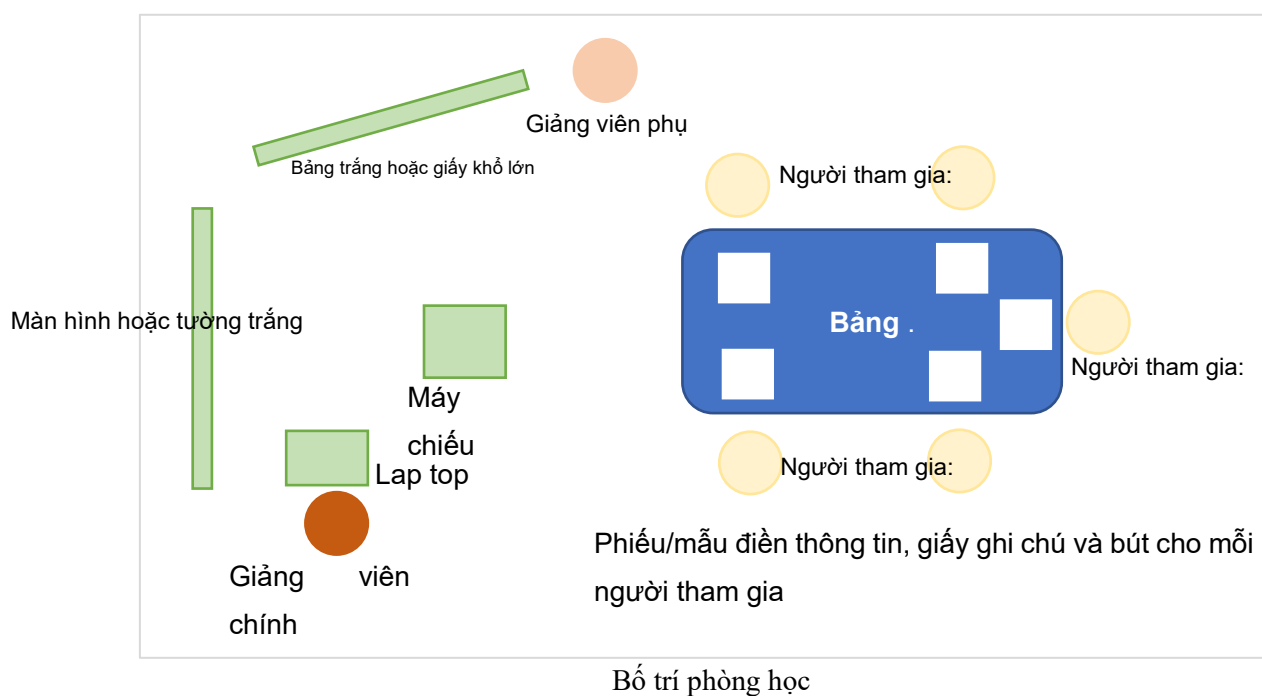 Giảng viên phụ
Bảng trắng hoặc giấy khổ lớn
Người tham gia:
Màn hình hoặc tường trắng
Bảng .
Người tham gia:
Máy
chiếu
Lap top
Người tham gia:
Giảng viên
chính
Phiếu/mẫu điền thông tin, giấy ghi chú và bút cho mỗi
người tham gia
Bố trí phòng học